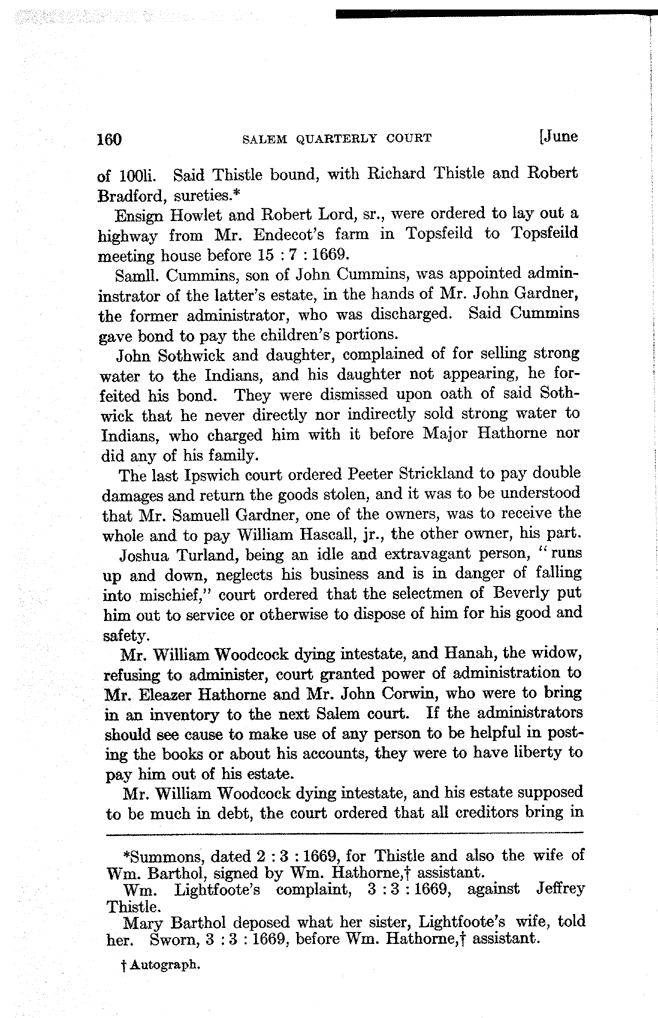 160 SALEM QUARTERLY COURT [June
of 100li. Said Thistle bound, with Richard Thistle and Robert
Bradford, sureties.*
Ensign Howlet and Robert Lord, sr., were ordered to lay out a
highway from Mr. Endecot's farm in Topsfeild to Topsfeild
meeting house before 15 : 7 : 1669.
Samll. Cummins, son of John Cummins, was appointed admin-
instrator of the latter's estate, in the hands of Mr. John Gardner,
the former administrator, who was discharged. Said Cummins
gave bond to pay the children's portions.
John Sothwick and daughter, complained of for selling strong
water to the Indians, and his daughter not appearing, he for-
feited his bond. They were dismissed upon oath of said Soth-
wick that he never directly nor indirectly sold strong water to
Indians, who charged him with it before Major Hathorne nor
did any of his family.
The last Ipswich court ordered Peeter Strickland to pay double
damages and return the goods stolen, and it was to be understood
that Mr. Samuell Gardner, one of the owners, was to receive the
whole and to pay William Hascall, jr., the other owner, his part.
Joshua Turland, being an idle and extravagant person, "runs
up and down, neglects his business and is in danger of falling
into mischief," court ordered that the selectmen of Beverly put
him out to service or otherwise to dispose of him for his good and
safety.
Mr. William Woodcock dying intestate, and Hanah, the widow,
refusing to administer, court granted power of administration to
Mr. Eleazer Hathorne and Mr. John Corwin, who were to bring
in an inventory to the next Salem court. If the administrators
should see cause to make use of any person to be helpful in post-
ing the books or about his accounts, they were to have liberty to
pay him out of his estate.
Mr. William Woodcock dying intestate, and his estate supposed
to be much in debt, the court ordered that all creditors bring in
*Summons, dated 2 : 3 : 1669, for Thistle and also the wife of
Wm. Barthol, signed by Wm. Hathorne,† assistant.
Wm. Lightfoote's complaint, 3 : 3 : 1669, against Jeffrey
Thistle.
Mary Barthol deposed what her sister, Lightfoote's wife, told
her. Sworn, 3 : 3 : 1669, before Wm. Hathorne,† assistant.
† Autograph.